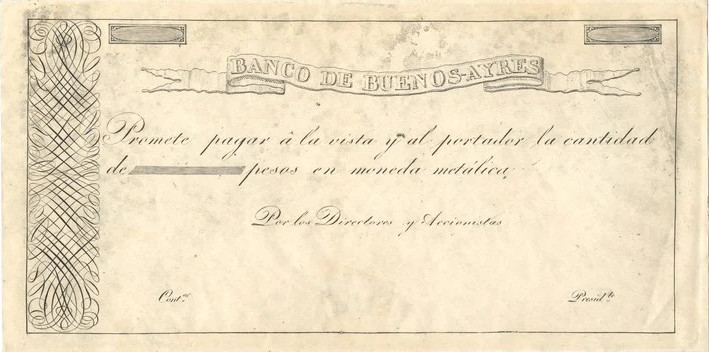 BANCO DE BUENOS-AYRES
Promete pagar â la vista y al portador la cantidad
de pesos en moneda metálica,
Por los Directores y Accionistas
Cont.or Presid.te